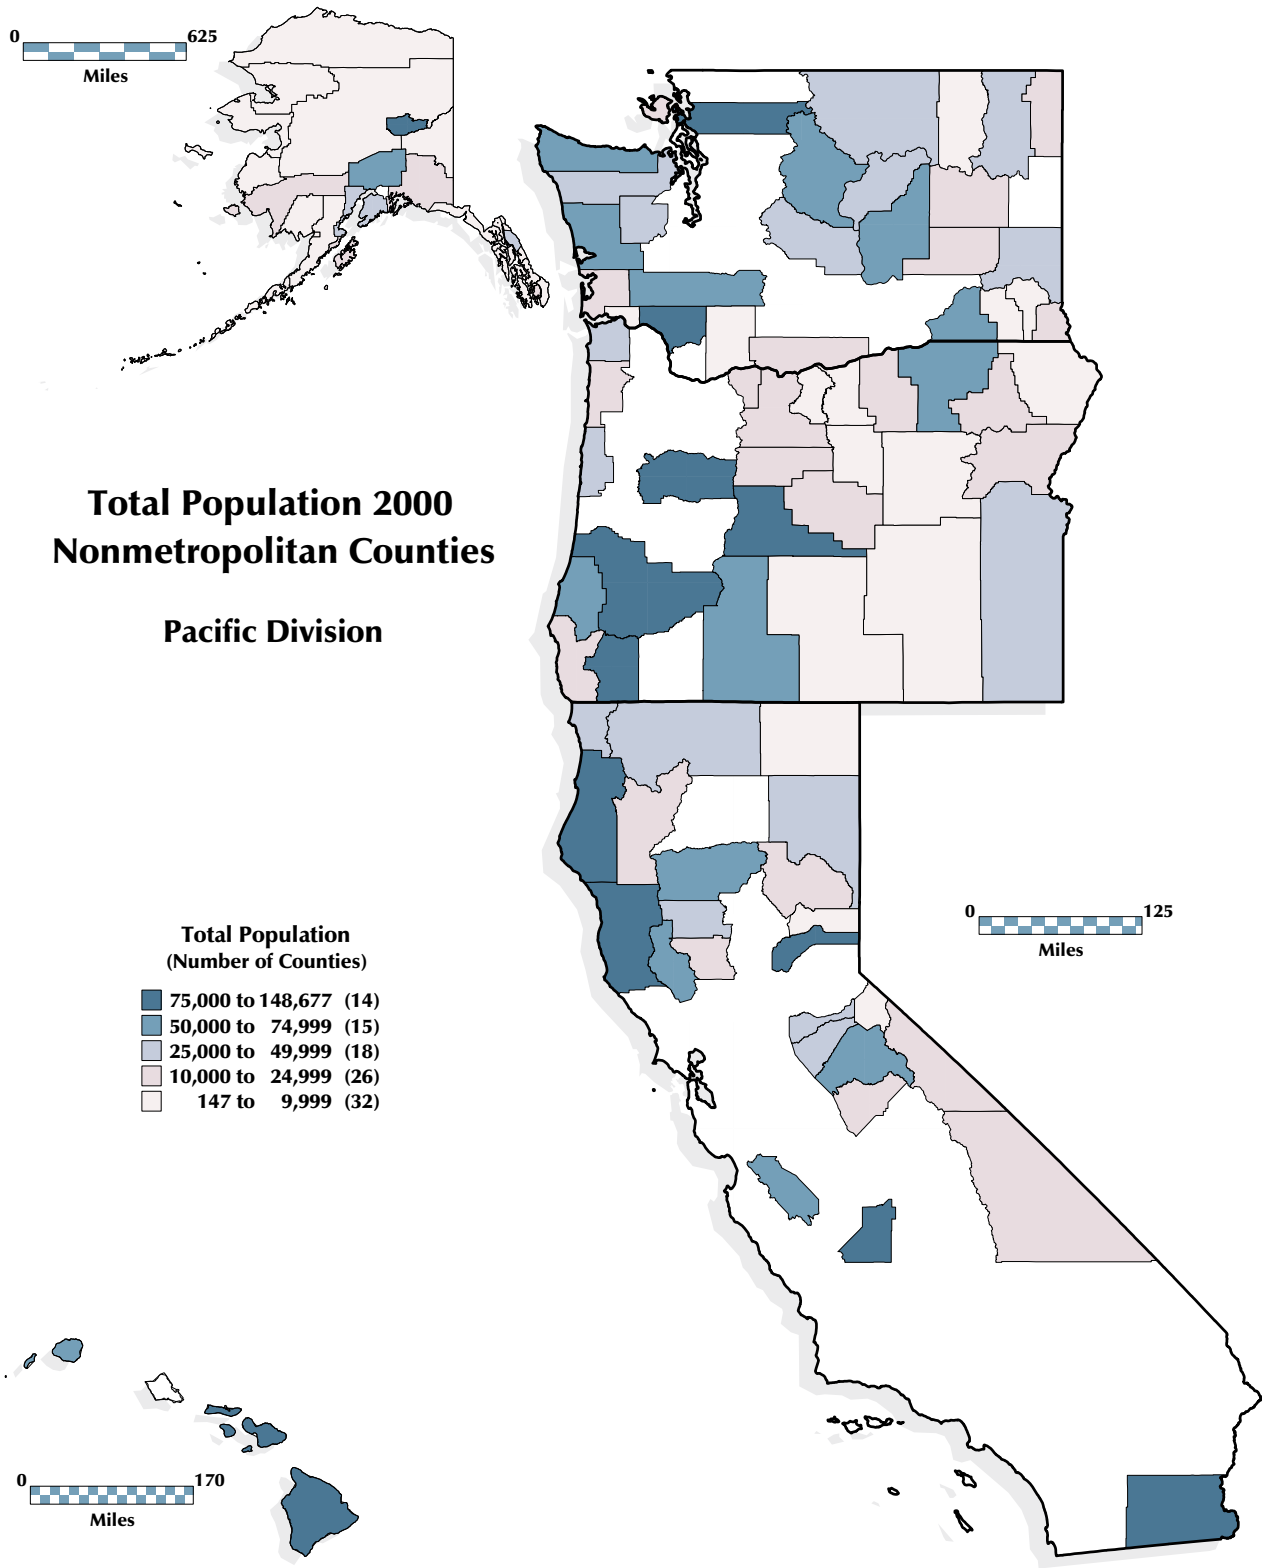 0 625
Miles
Total Population 2000
Nonmetropolitan Counties
Pacific Division
0 125
Miles
Total Population
(Number of Counties)
75,000 to 148,677 (14)
50,000 to 74,999 (15)
25,000 to 49,999 (18)
10,000 to 24,999 (26)
147 to 9,999 (32)
0 170
Miles